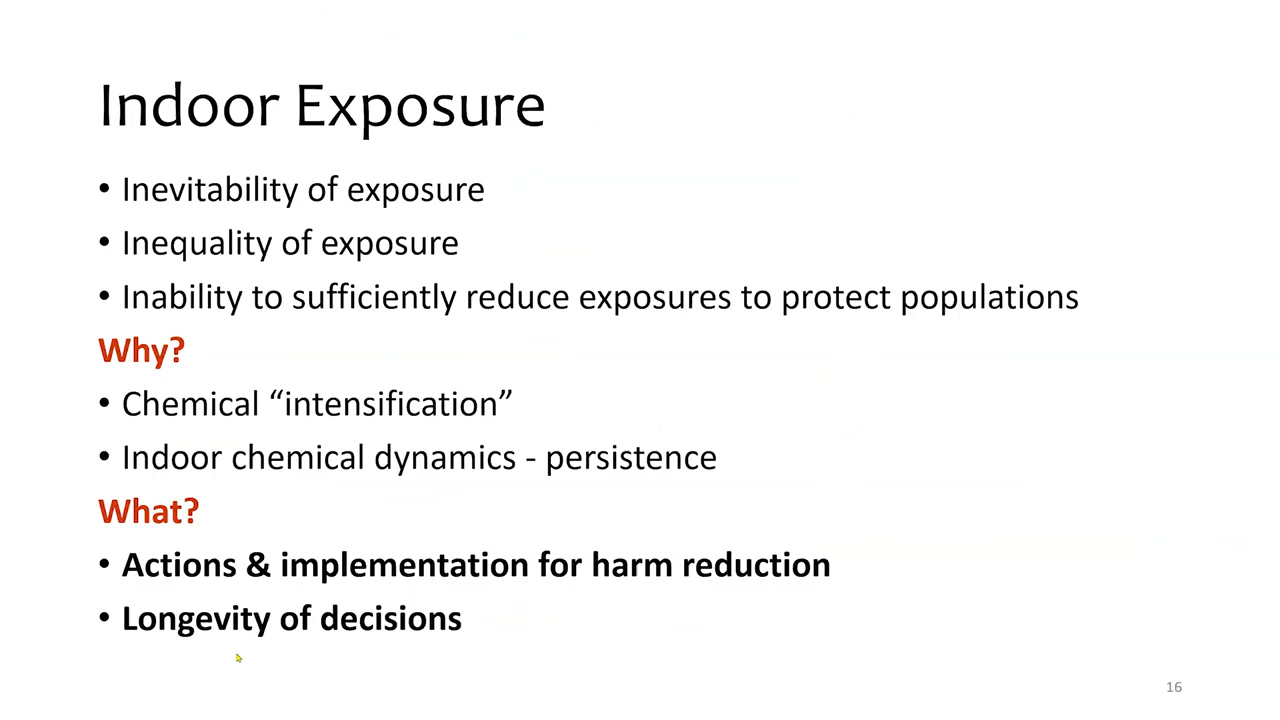 Indoor Exposure
• Inevitability of exposure
• Inequality of exposure
• Inability to sufficiently reduce exposures to protect populations
Why?
• Chemical “intensification”
• Indoor chemical dynamics - persistence
What?
• Actions & implementation for harm reduction
• Longevity of decisions
16